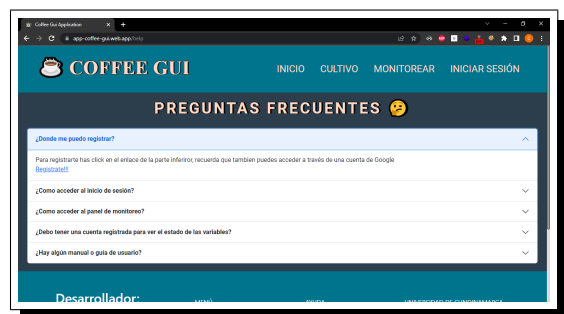 Coffee Gui Application
app-coffee-gui.web.app/help
COFFEE GUI
INICIO CULTIVO MONITOREAR INICIAR SESIÓN
PREGUNTAS FRECUENTES
¿Donde me puedo registrar?
Para registrarte has click en el enlace de la parte inferiror, recuerda que tambien puedes acceder a través de una cuenta de Google
Registrate!!!
¿Como acceder al inicio de sesión?
¿Como acceder al panel de monitoreo?
¿Debo tener una cuenta registrada para ver el estado de las variables?
¿Hay algún manual o guía de usuario?
Desarrollador: